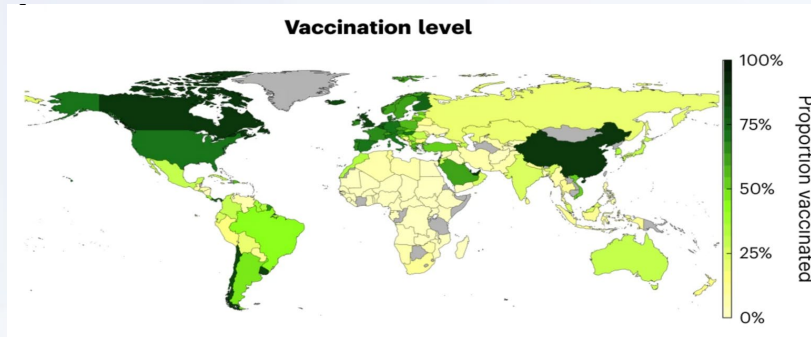 Vaccination level
100%
75%
50%
25%
0%
Proportion vaccinated